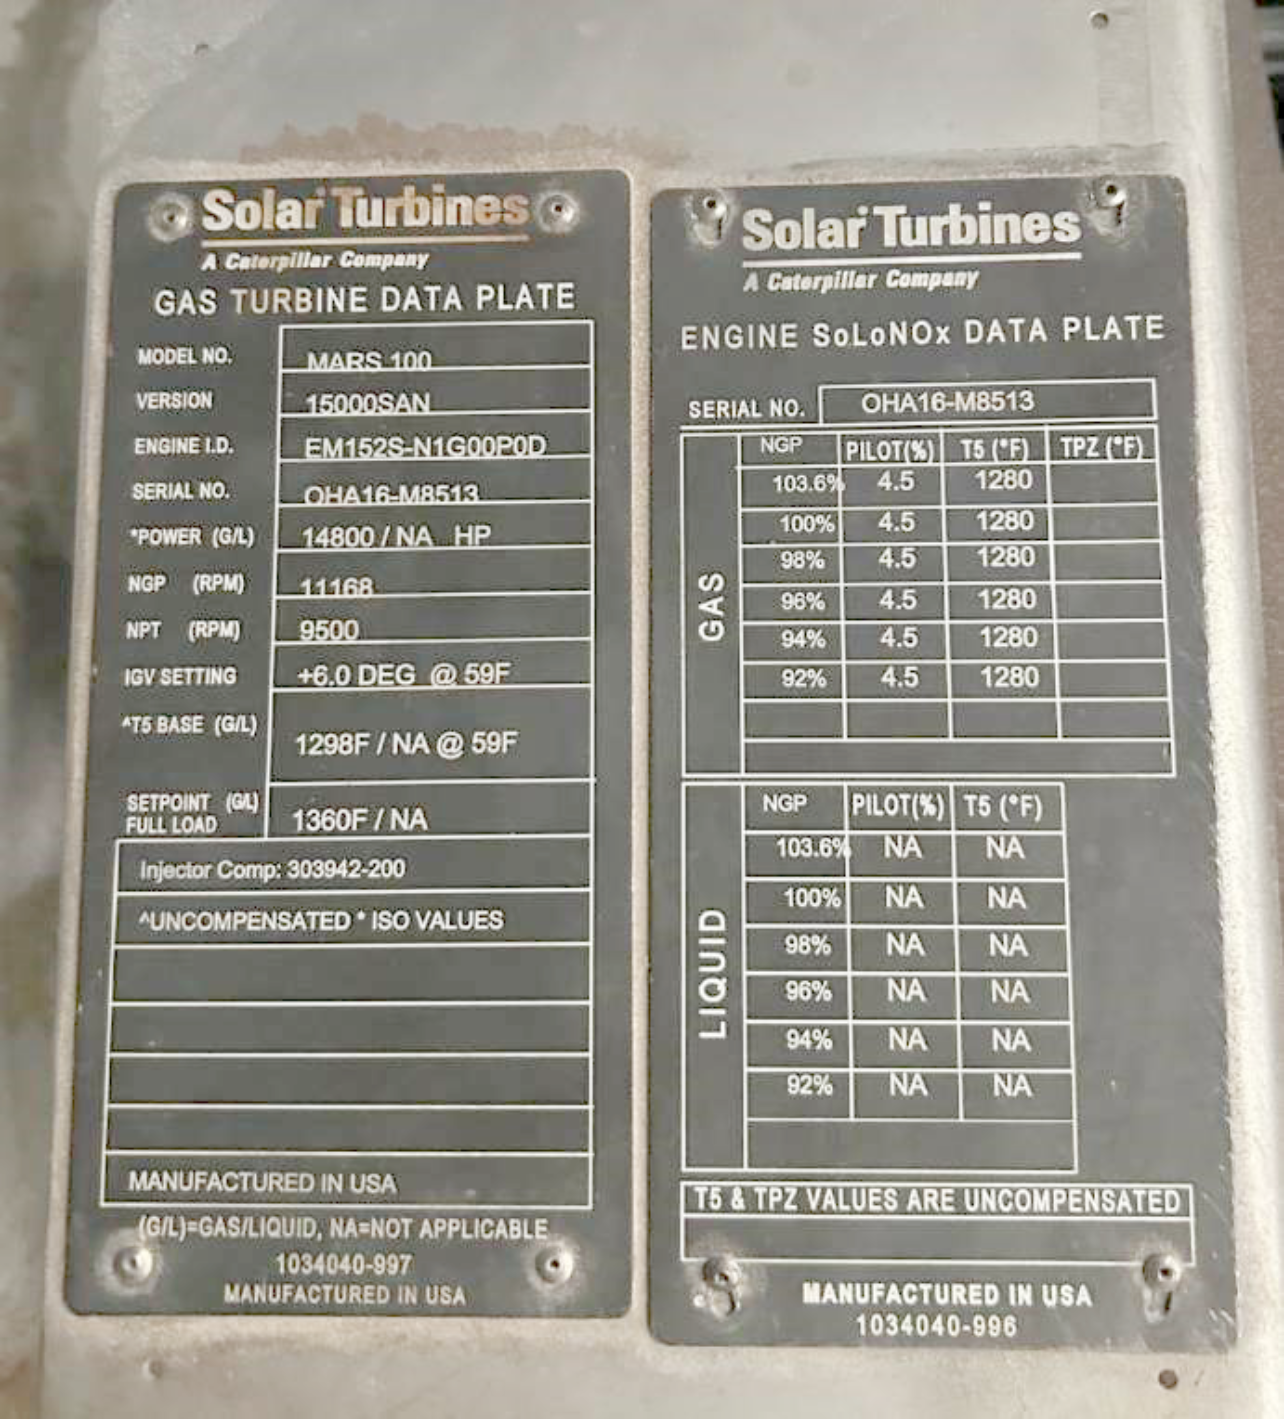 Solar Turbines
A Caterpillar Company
GAS TURBINE DATA PLATE
MODEL NO. MARS 100
VERSION 15000SAN
ENGINE I.D. EM152S-N1G00P0D
SERIAL NO. OHA16-M8513
*POWER (G/L) 14800 / NA HP
NGP (RPM) 11168
NPT (RPM) 9500
IGV SETTING +6.0 DEG @ 59F
^T5 BASE (G/L) 1298F / NA @ 59F
SETPOINT (G/L)
FULL LOAD 1360F / NA
Injector Comp: 303942-200
^UNCOMPENSATED * ISO VALUES
MANUFACTURED IN USA
(G/L)=GAS/LIQUID, NA=NOT APPLICABLE
1034040-997
MANUFACTURED IN USA
Solar Turbines
A Caterpillar Company
ENGINE SoLoNOx DATA PLATE
SERIAL NO. OHA16-M8513
GAS
NGP PILOT(%) T5 (°F) TPZ (°F)
103.6% 4.5 1280
100% 4.5 1280
98% 4.5 1280
96% 4.5 1280
94% 4.5 1280
92% 4.5 1280
LIQUID
NGP PILOT(%) T5 (°F)
103.6% NA NA
100% NA NA
98% NA NA
96% NA NA
94% NA NA
92% NA NA
T5 & TPZ VALUES ARE UNCOMPENSATED
MANUFACTURED IN USA
1034040-996